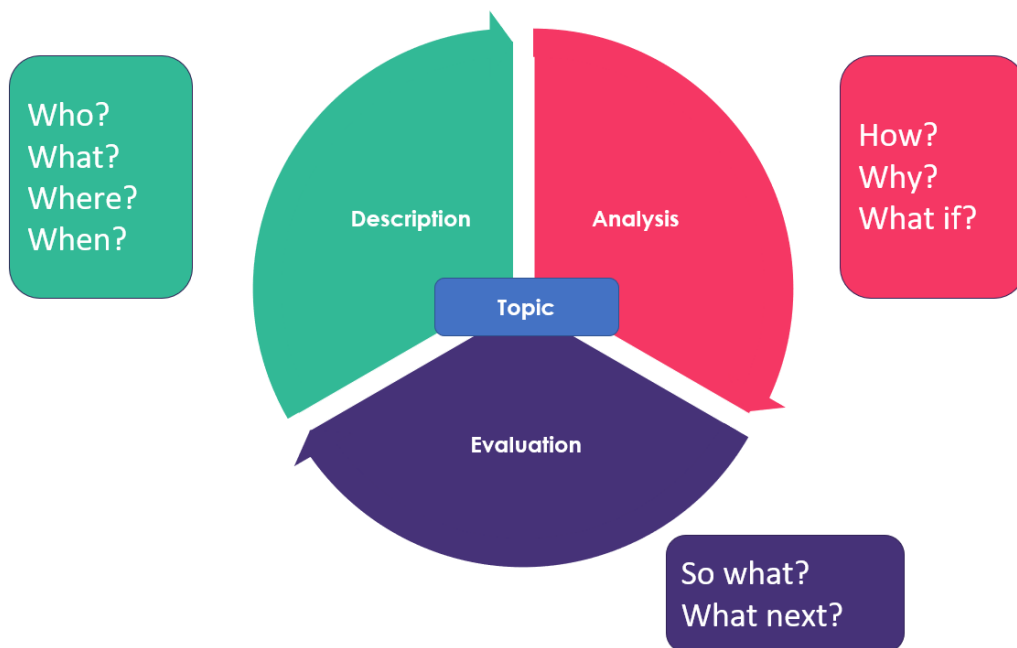 Who?
What?
Where?
When?
Description
Analysis
How?
Why?
What if?
Topic
Evaluation
So what?
What next?